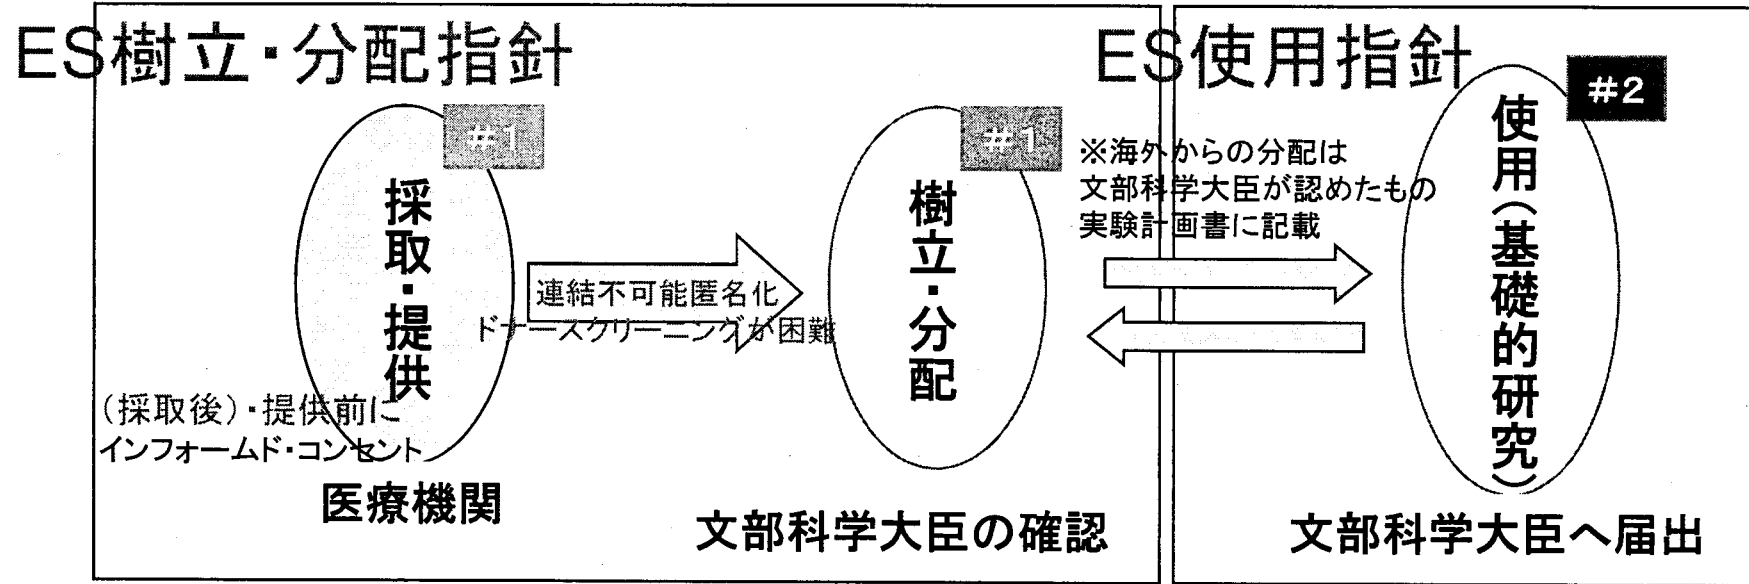 ES樹立・分配指針
#1
採取・提供
(採取後)・提供前に
インフォームド・コンセント
医療機関
連結不可能匿名化
ドナースクリーニングが困難
#1
樹立・分配
文部科学大臣の確認
ES使用指針
#2
※海外からの分配は
文部科学大臣が認めたもの
実験計画書に記載
使用(基礎的研究)
文部科学大臣へ届出